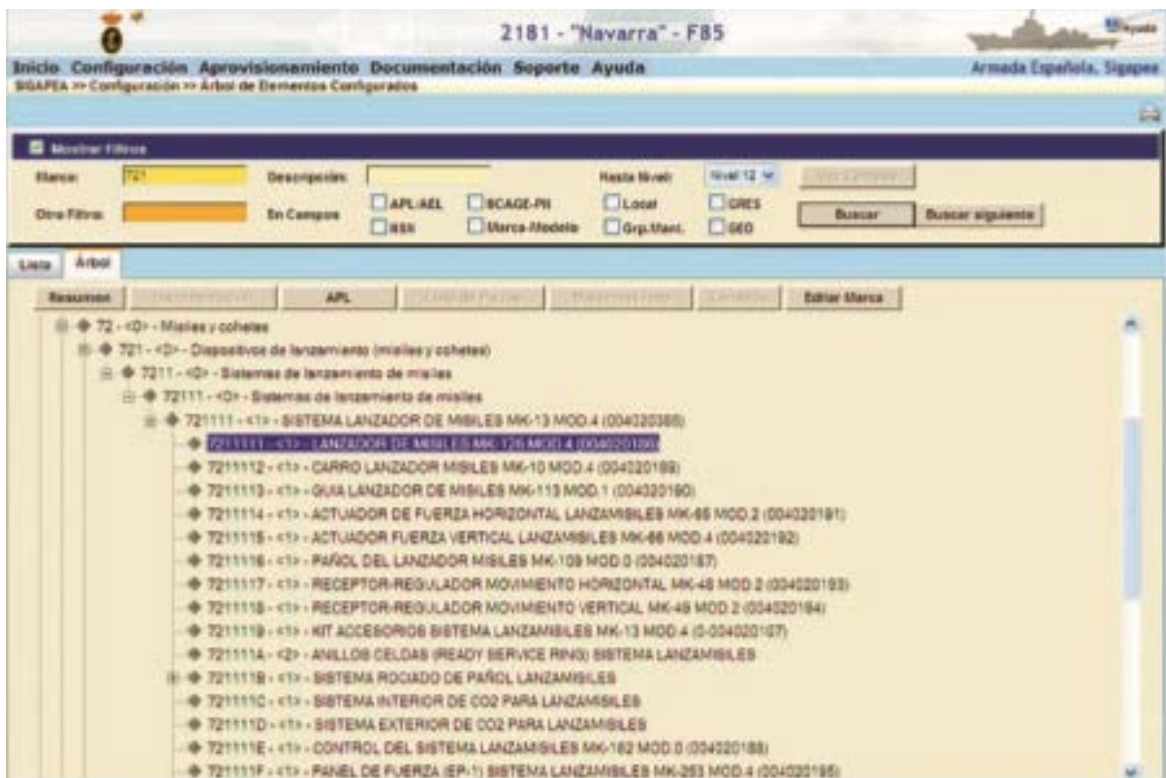 2181 - "Navarra" - F85
Ayuda
Inicio Configuración Aprovisionamiento Documentación Soporte Ayuda
Armada Española, Sigapea
SIGAPEA >> Configuración >> Árbol de Elementos Configurados
Mostrar Filtros
Marca: 721 Descripción: Hasta Nivel: Nivel 12 Ver Campos
Otro Filtro: En Campos APL/AEL BCAGE-PN Local GRES Buscar Buscar siguiente
NSN Marca-Modelo Grp.Mant. GEO
Lista Árbol
Resumen Documentación APL Editar Marca
72 - <0> - Misiles y cohetes
721 - <0> - Dispositivos de lanzamiento (misiles y cohetes)
7211 - <0> - Sistemas de lanzamiento de misiles
72111 - <0> - Sistemas de lanzamiento de misiles
721111 - <1> - SISTEMA LANZADOR DE MISILES MK-13 MOD.4 (004020385)
7211111 - <1> - LANZADOR DE MISILES MK-126 MOD.4
7211112 - <1> - CARRO LANZADOR MISILES MK-10 MOD.4 (004020189)
7211113 - <1> - GUIA LANZADOR DE MISILES MK-113 MOD.1 (004020190)
7211114 - <1> - ACTUADOR DE FUERZA HORIZONTAL LANZAMISILES MK-65 MOD.2 (004020191)
7211115 - <1> - ACTUADOR FUERZA VERTICAL LANZAMISILES MK-66 MOD.4 (004020192)
7211116 - <1> - PAÑOL DEL LANZADOR MISILES MK-109 MOD.0 (004020187)
7211117 - <1> - RECEPTOR-REGULADOR MOVIMIENTO HORIZONTAL MK-48 MOD.2 (004020193)
7211118 - <1> - RECEPTOR-REGULADOR MOVIMIENTO VERTICAL MK-49 MOD.2 (004020194)
7211119 - <1> - KIT ACCESORIOS SISTEMA LANZAMISILES MK-13 MOD.4 (0-004020187)
721111A - <2> - ANILLOS CELDAS (READY SERVICE RING) SISTEMA LANZAMISILES
721111B - <1> - SISTEMA ROCIADO DE PAÑOL LANZAMISILES
721111C - <1> - SISTEMA INTERIOR DE CO2 PARA LANZAMISILES
721111D - <1> - SISTEMA EXTERIOR DE CO2 PARA LANZAMISILES
721111E - <1> - CONTROL DEL SISTEMA LANZAMISILES MK-162 MOD.0 (004020188)
721111F - <1> - PANEL DE FUERZA (EP-1) SISTEMA LANZAMISILES MK-253 MOD.4 (004020195)